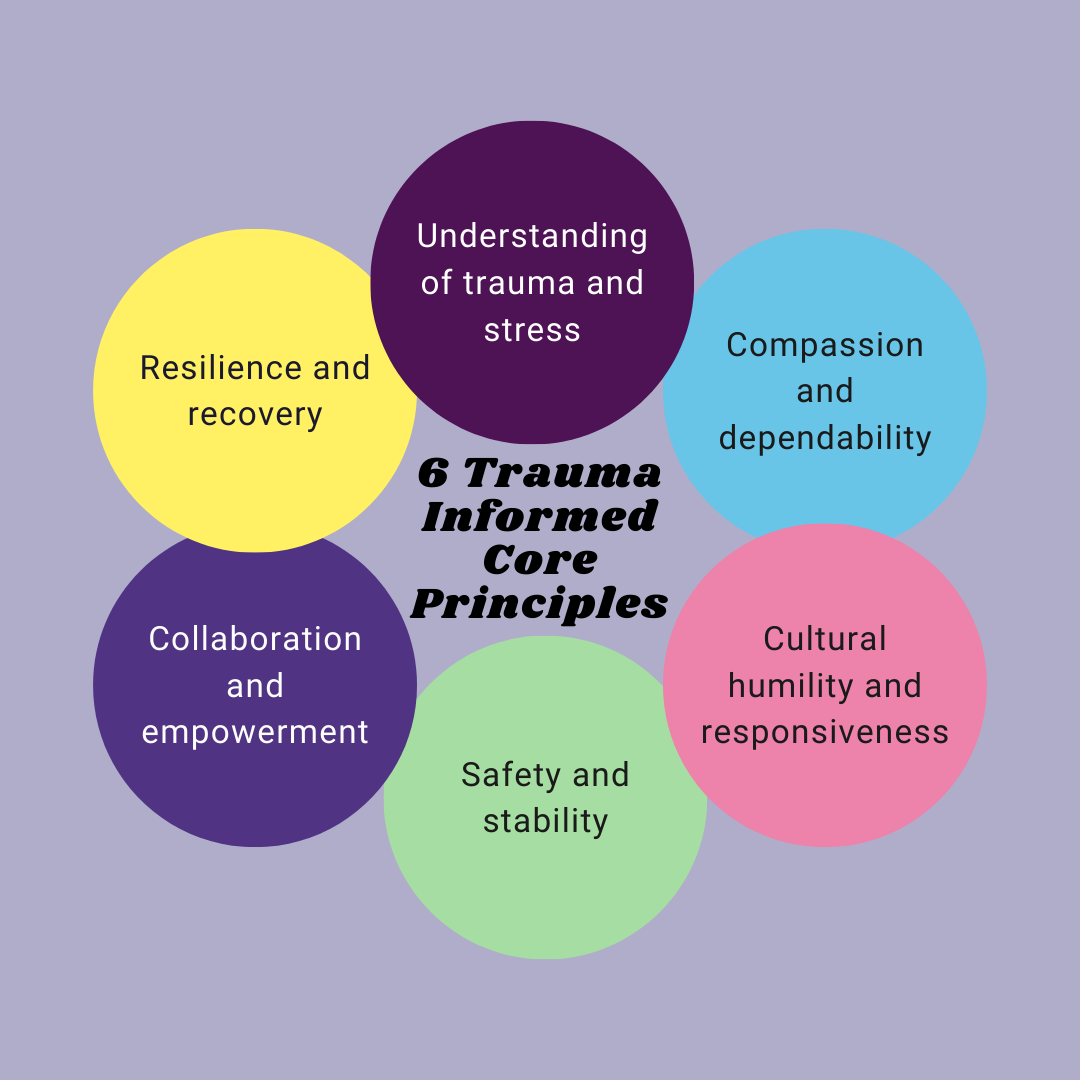 Understanding
of trauma and
stress
Compassion
and
dependability
Cultural
humility and
responsiveness
Safety and
stability
Collaboration
and
empowerment
Resilience and
recovery
6 Trauma
Informed
Core
Principles